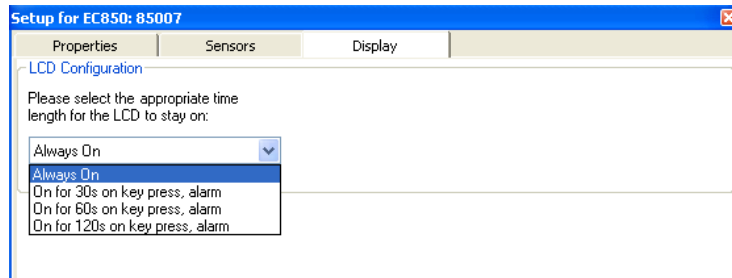 Setup for EC850: 85007
Properties Sensors Display
LCD Configuration
Please select the appropriate time
length for the LCD to stay on:
Always On
Always On
On for 30s on key press, alarm
On for 60s on key press, alarm
On for 120s on key press, alarm